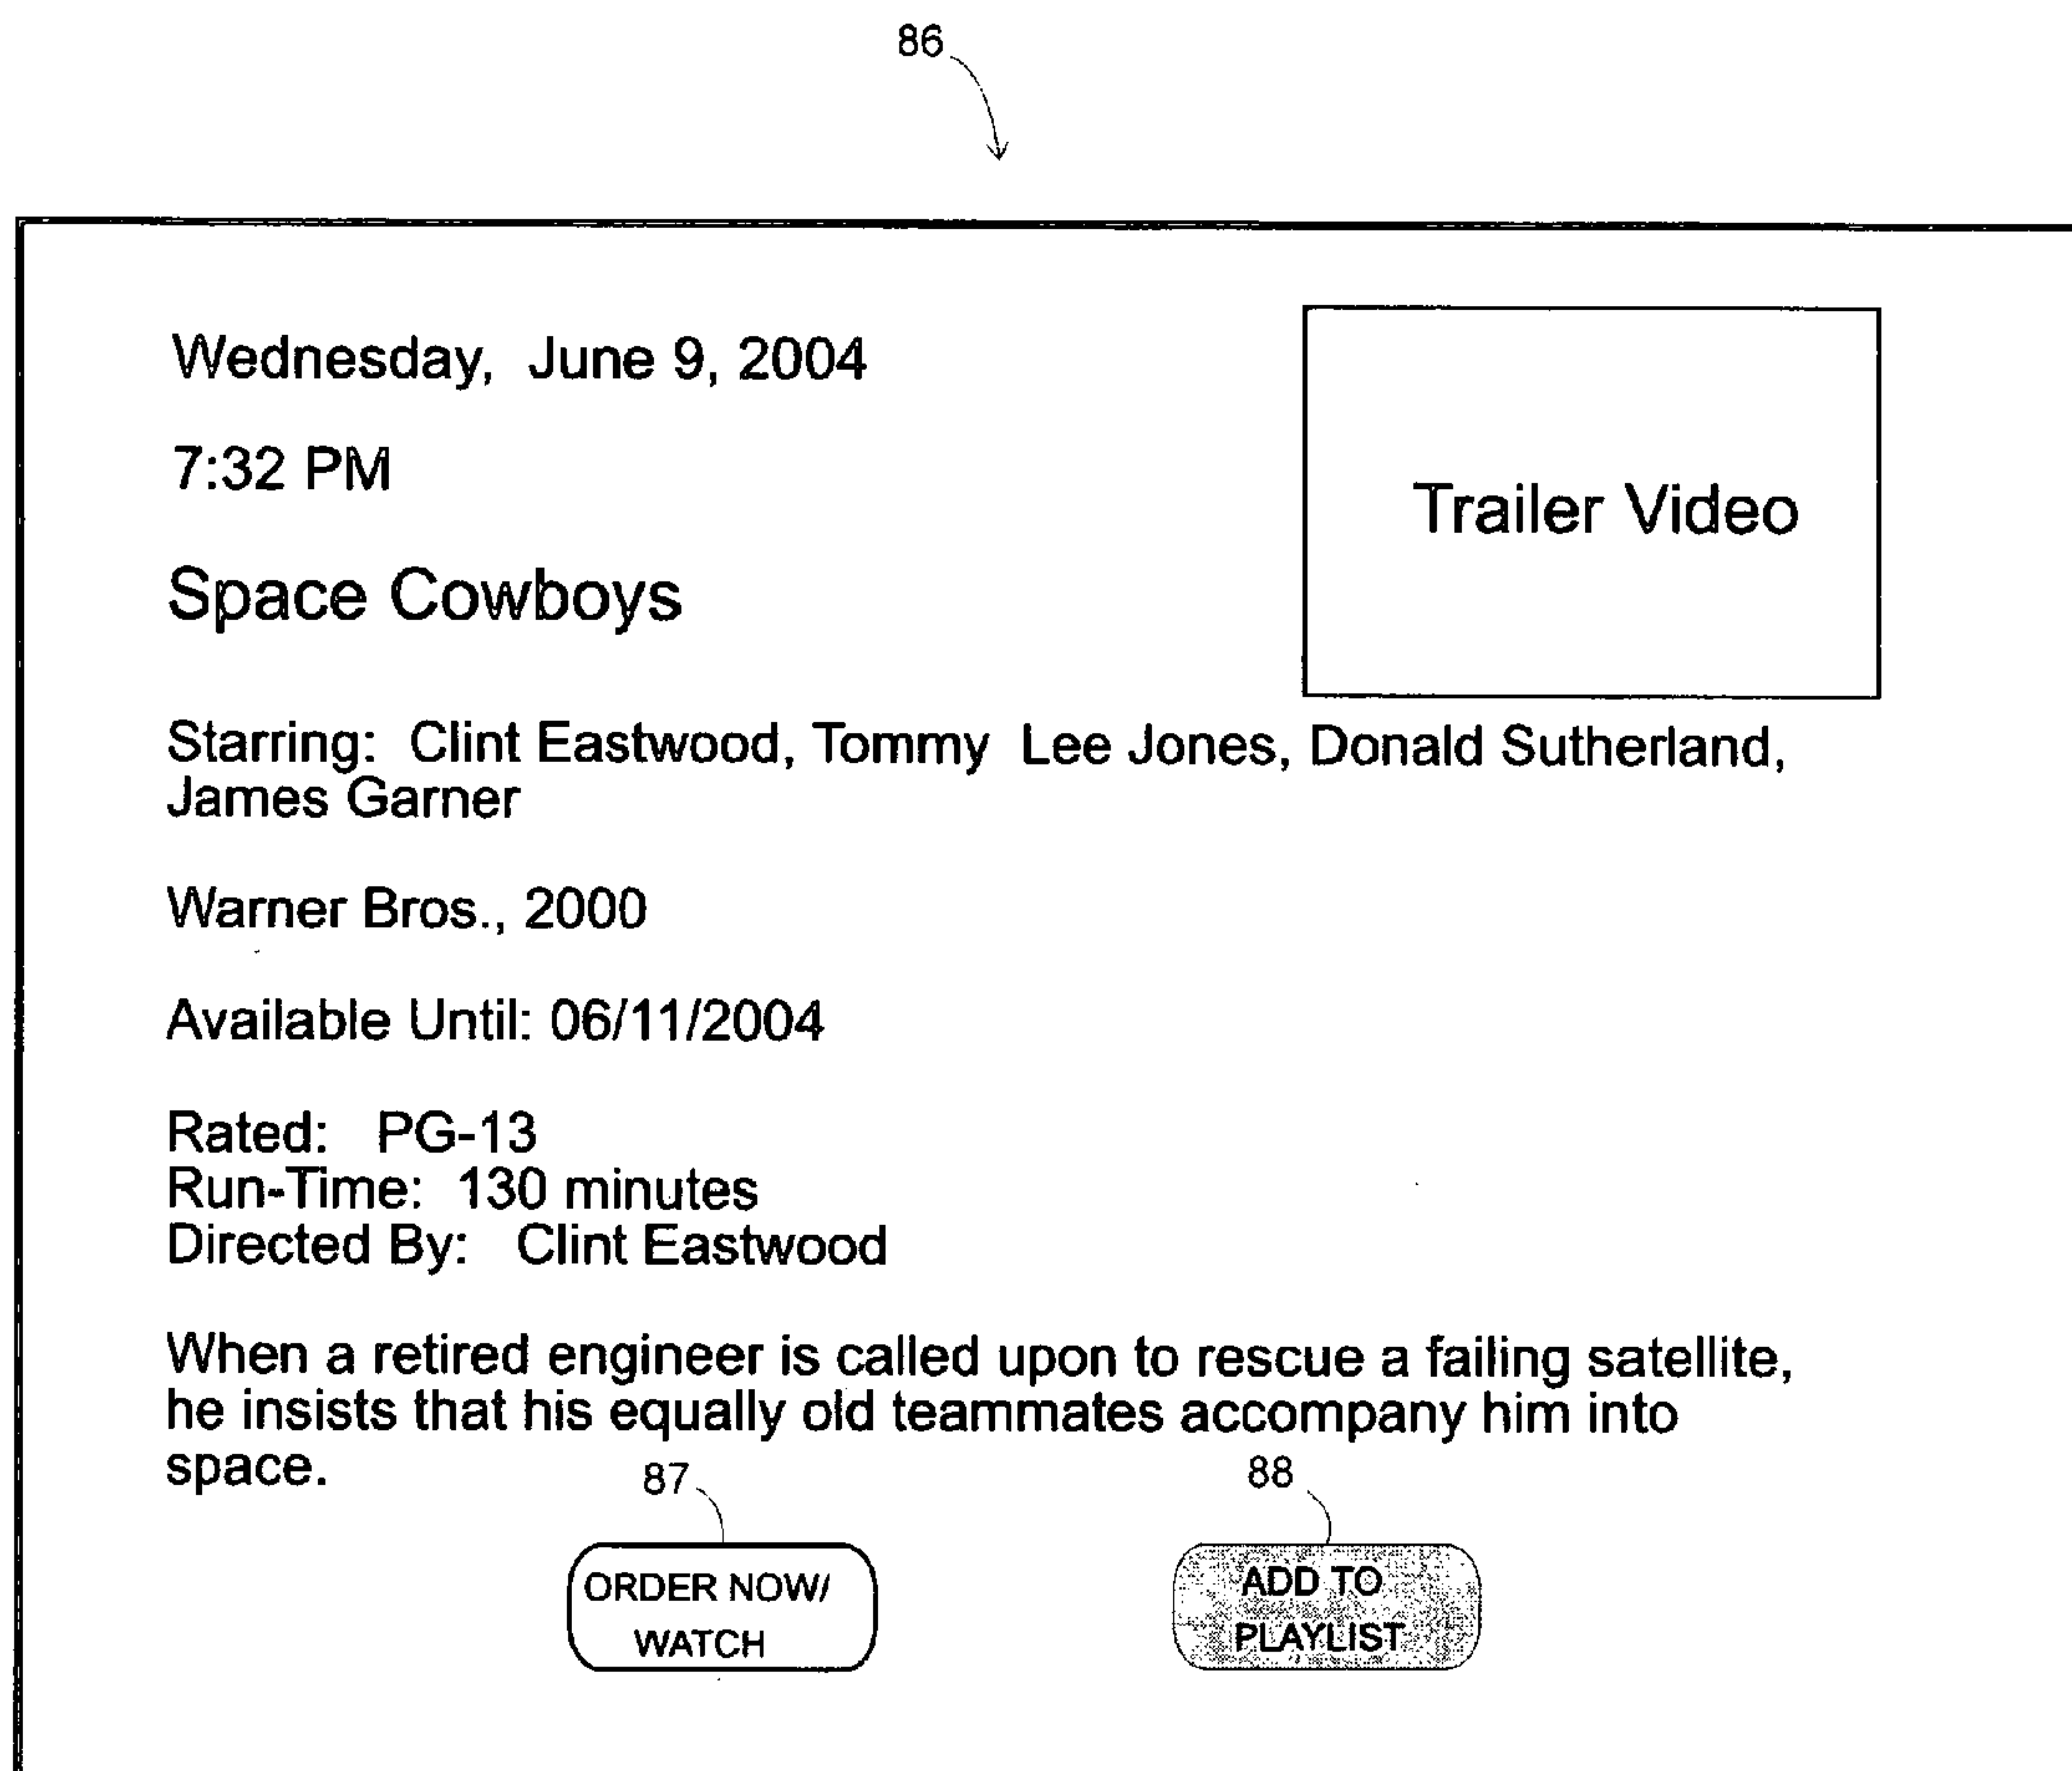 86
Wednesday, June 9, 2004
7:32 PM
Trailer Video
Space Cowboys
Starring: Clint Eastwood, Tommy Lee Jones, Donald Sutherland,
James Garner
Warner Bros., 2000
Available Until: 06/11/2004
Rated: PG-13
Run-Time: 130 minutes
Directed By: Clint Eastwood
When a retired engineer is called upon to rescue a failing satellite,
he insists that his equally old teammates accompany him into
space.
87
88
ORDER NOW/
WATCH
ADD TO
PLAYLIST